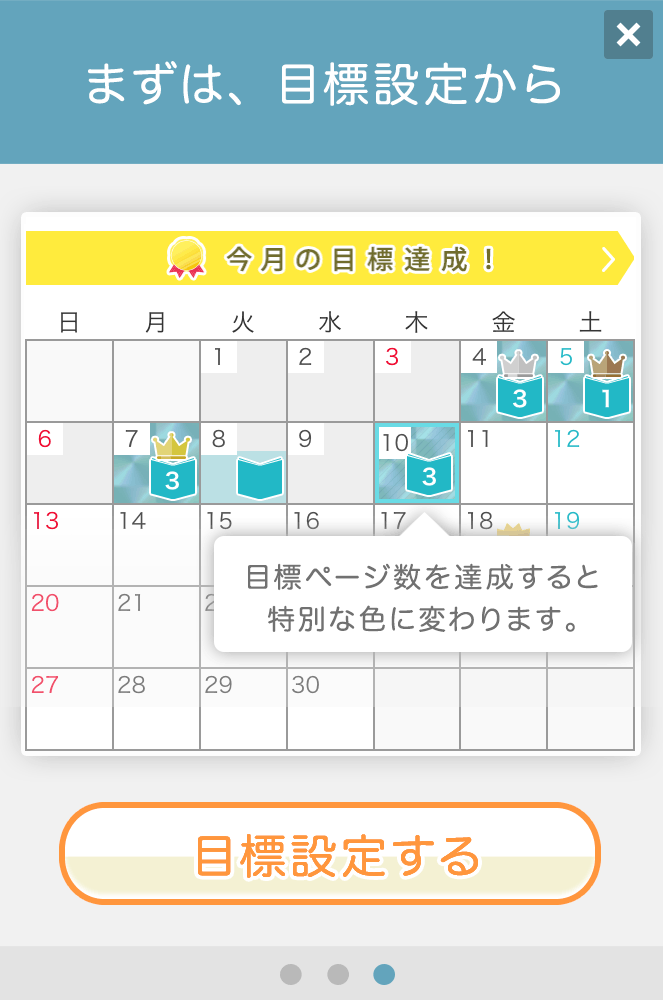 まずは、目標設定から
今月の目標達成！
日 月 火 水 木 金 土
1 2 3 4 5
3 1
6 7 8 9 10 11 12
3 3
13 14 15 16 17 18 19
目標ページ数を達成すると
特別な色に変わります。
20 21
27 28 29 30
目標設定する